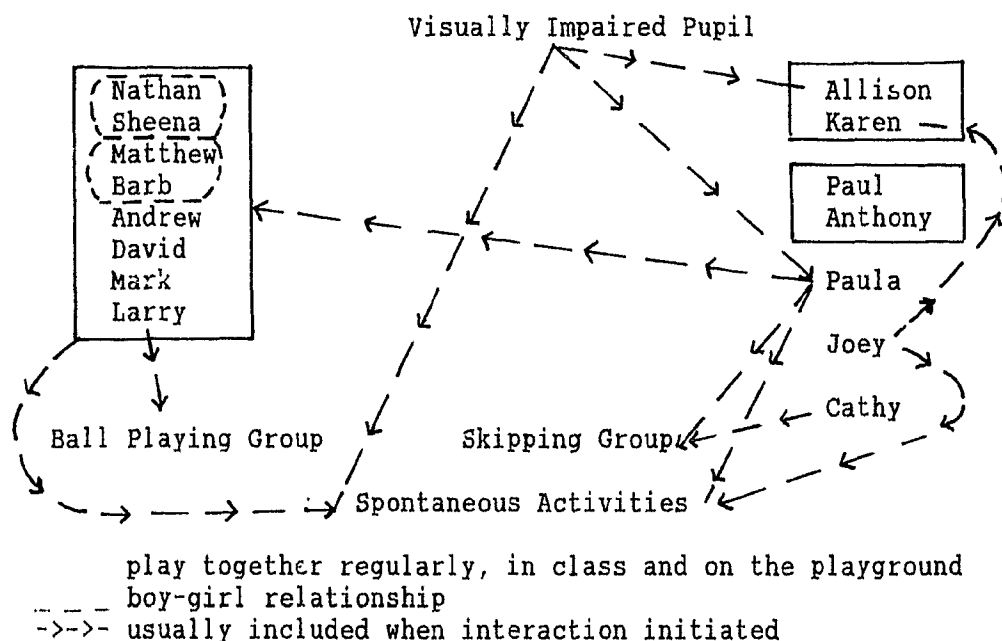 Visually Impaired Pupil
Nathan
Sheena
Matthew
Barb
Andrew
David
Mark
Larry
Allison
Karen
Paul
Anthony
Paula
Joey
Cathy
Ball Playing Group
Skipping Group
Spontaneous Activities
play together regularly, in class and on the playground
boy-girl relationship
usually included when interaction initiated